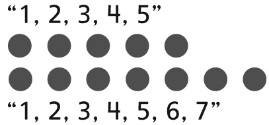 “1, 2, 3, 4, 5”
“1, 2, 3, 4, 5, 6, 7”